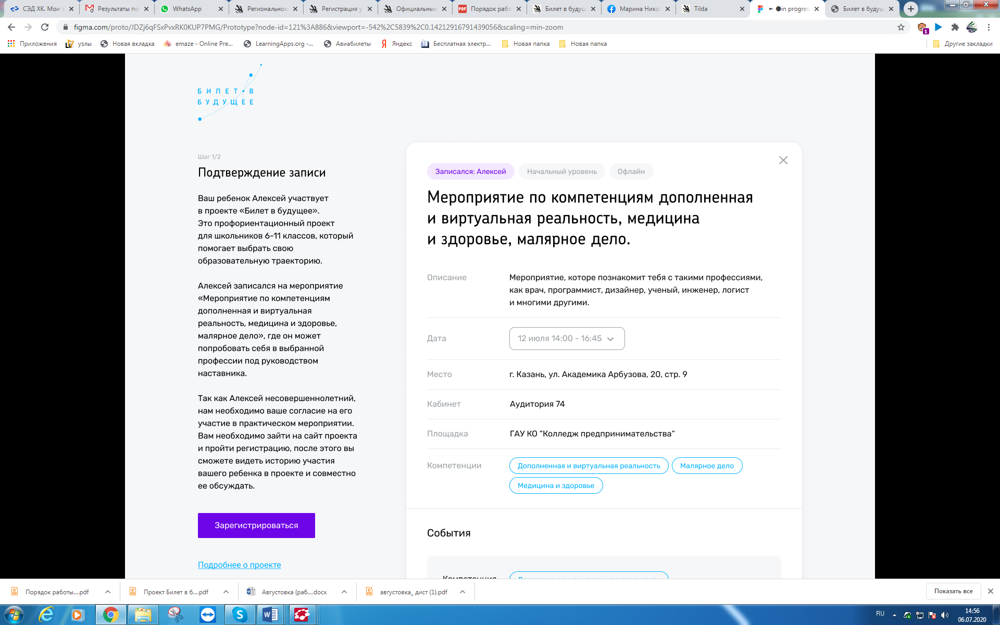 СЭД ХК. Мои з
Результаты по
WhatsApp
Региональном
Регистрация у
Официальные
Порядок рабо
Билет в будущ
Марина Нико
Tilda
in progres
Билет в будущ
figma.com/proto/JDZj6qFSxPvxRK0KUP7PMG/Prototype?node-id=121%3A886&viewport=-542%2C5839%2C0.14212916791439056&scaling=min-zoom
Приложения
узлы
Новая вкладка
emaze - Online Pre...
LearningApps.org -...
Авиабилеты
Яндекс
Бесплатная электр...
Новая папка
Новая папка
Другие закладки
БИЛЕТ В
БУДУЩЕЕ
Шаг 1/2
Подтверждение записи
Ваш ребенок Алексей участвует
в проекте «Билет в будущее».
Это профориентационный проект
для школьников 6-11 классов, который
помогает выбрать свою
образовательную траекторию.
Алексей записался на мероприятие
«Мероприятие по компетенциям
дополненная и виртуальная
реальность, медицина и здоровье,
малярное дело», где он может
попробовать себя в выбранной
профессии под руководством
наставника.
Так как Алексей несовершеннолетний,
нам необходимо ваше согласие на его
участие в практическом мероприятии.
Вам необходимо зайти на сайт проекта
и пройти регистрацию, после этого вы
сможете видеть историю участия
вашего ребенка в проекте и совместно
ее обсуждать.
Зарегистрироваться
Подробнее о проекте
Записался: Алексей
Начальный уровень
Офлайн
Мероприятие по компетенциям дополненная
и виртуальная реальность, медицина
и здоровье, малярное дело.
Описание
Мероприятие, которе познакомит тебя с такими профессиями,
как врач, программист, дизайнер, ученый, инженер, логист
и многими другими.
Дата
12 июля 14:00 - 16:45
Место
г. Казань, ул. Академика Арбузова, 20, стр. 9
Кабинет
Аудитория 74
Площадка
ГАУ КО “Колледж предпринимательства“
Компетенции
Дополненная и виртуальная реальность
Малярное дело
Медицина и здоровье
События
Компетенция
Дополненная и виртуальная реальность
Порядок работы....pdf
Проект Билет в б....pdf
Августовка (раб....docx
августовка_ дист (1).pdf
Показать все
RU
14:56
06.07.2020